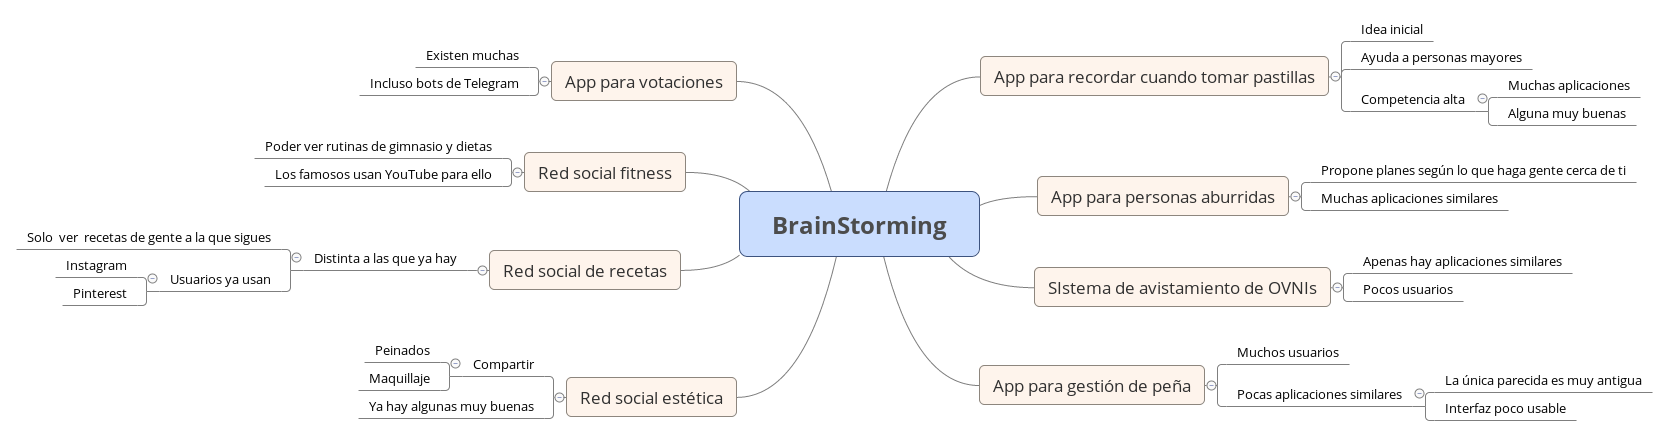 BrainStorming
App para recordar cuando tomar pastillas
Idea inicial
Ayuda a personas mayores
Competencia alta
Muchas aplicaciones
Alguna muy buenas
App para personas aburridas
Propone planes según lo que haga gente cerca de ti
Muchas aplicaciones similares
SIstema de avistamiento de OVNIs
Apenas hay aplicaciones similares
Pocos usuarios
App para gestión de peña
Muchos usuarios
Pocas aplicaciones similares
La única parecida es muy antigua
Interfaz poco usable
App para votaciones
Existen muchas
Incluso bots de Telegram
Red social fitness
Poder ver rutinas de gimnasio y dietas
Los famosos usan YouTube para ello
Red social de recetas
Distinta a las que ya hay
Solo  ver  recetas de gente a la que sigues
Usuarios ya usan
Instagram
Pinterest
Red social estética
Compartir
Peinados
Maquillaje
Ya hay algunas muy buenas